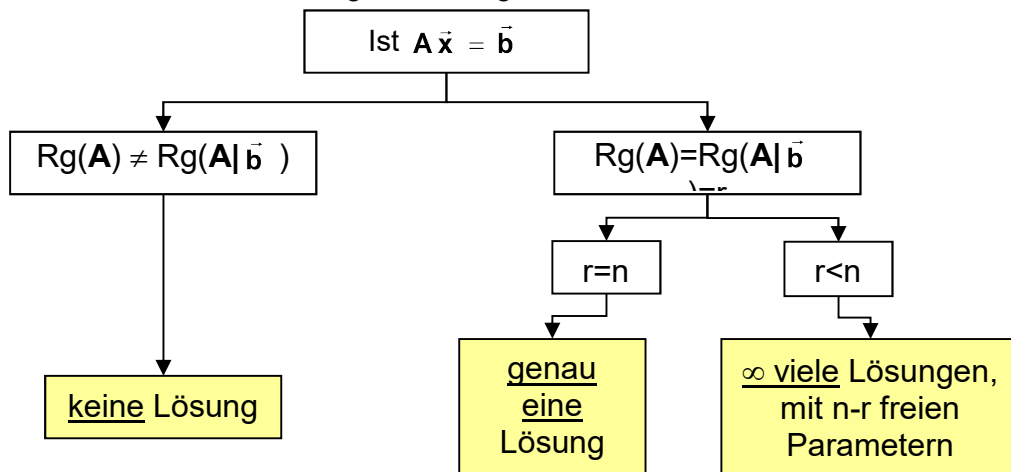 Ist A x⃗ = b⃗
Rg(A) ≠ Rg(A| b⃗ )
Rg(A)=Rg(A| b⃗
)=r
r=n
r<n
keine Lösung
genau
eine
Lösung
∞ viele Lösungen,
mit n-r freien
Parametern